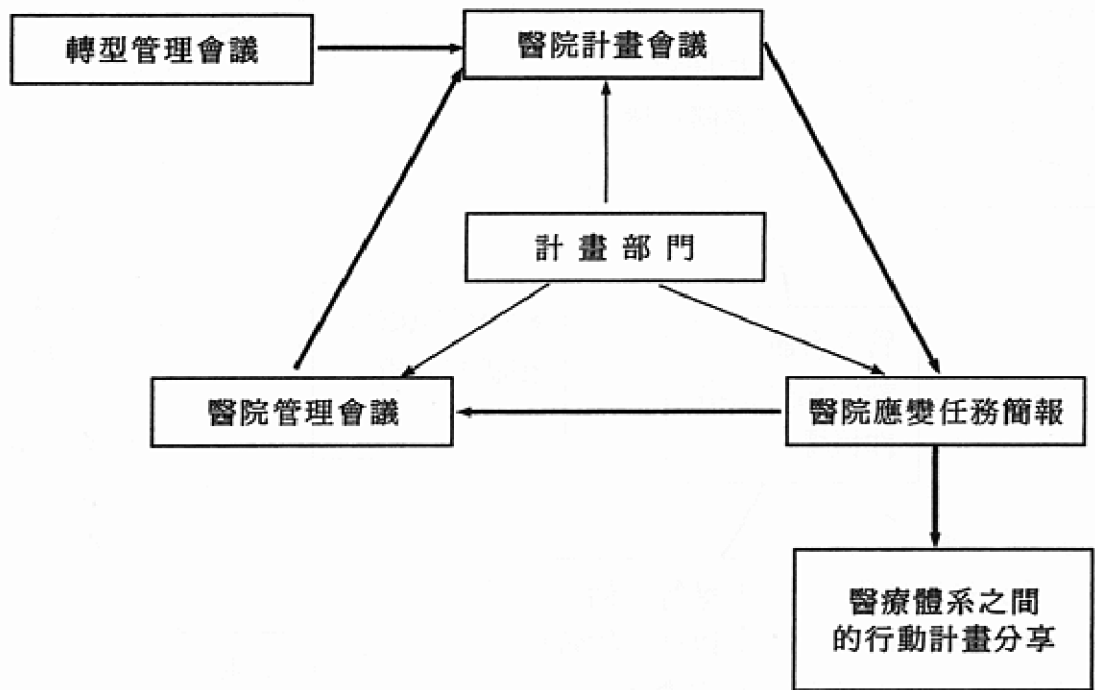 轉型管理會議
醫院計畫會議
計畫部門
醫院管理會議
醫院應變任務簡報
醫療體系之間
的行動計畫分享